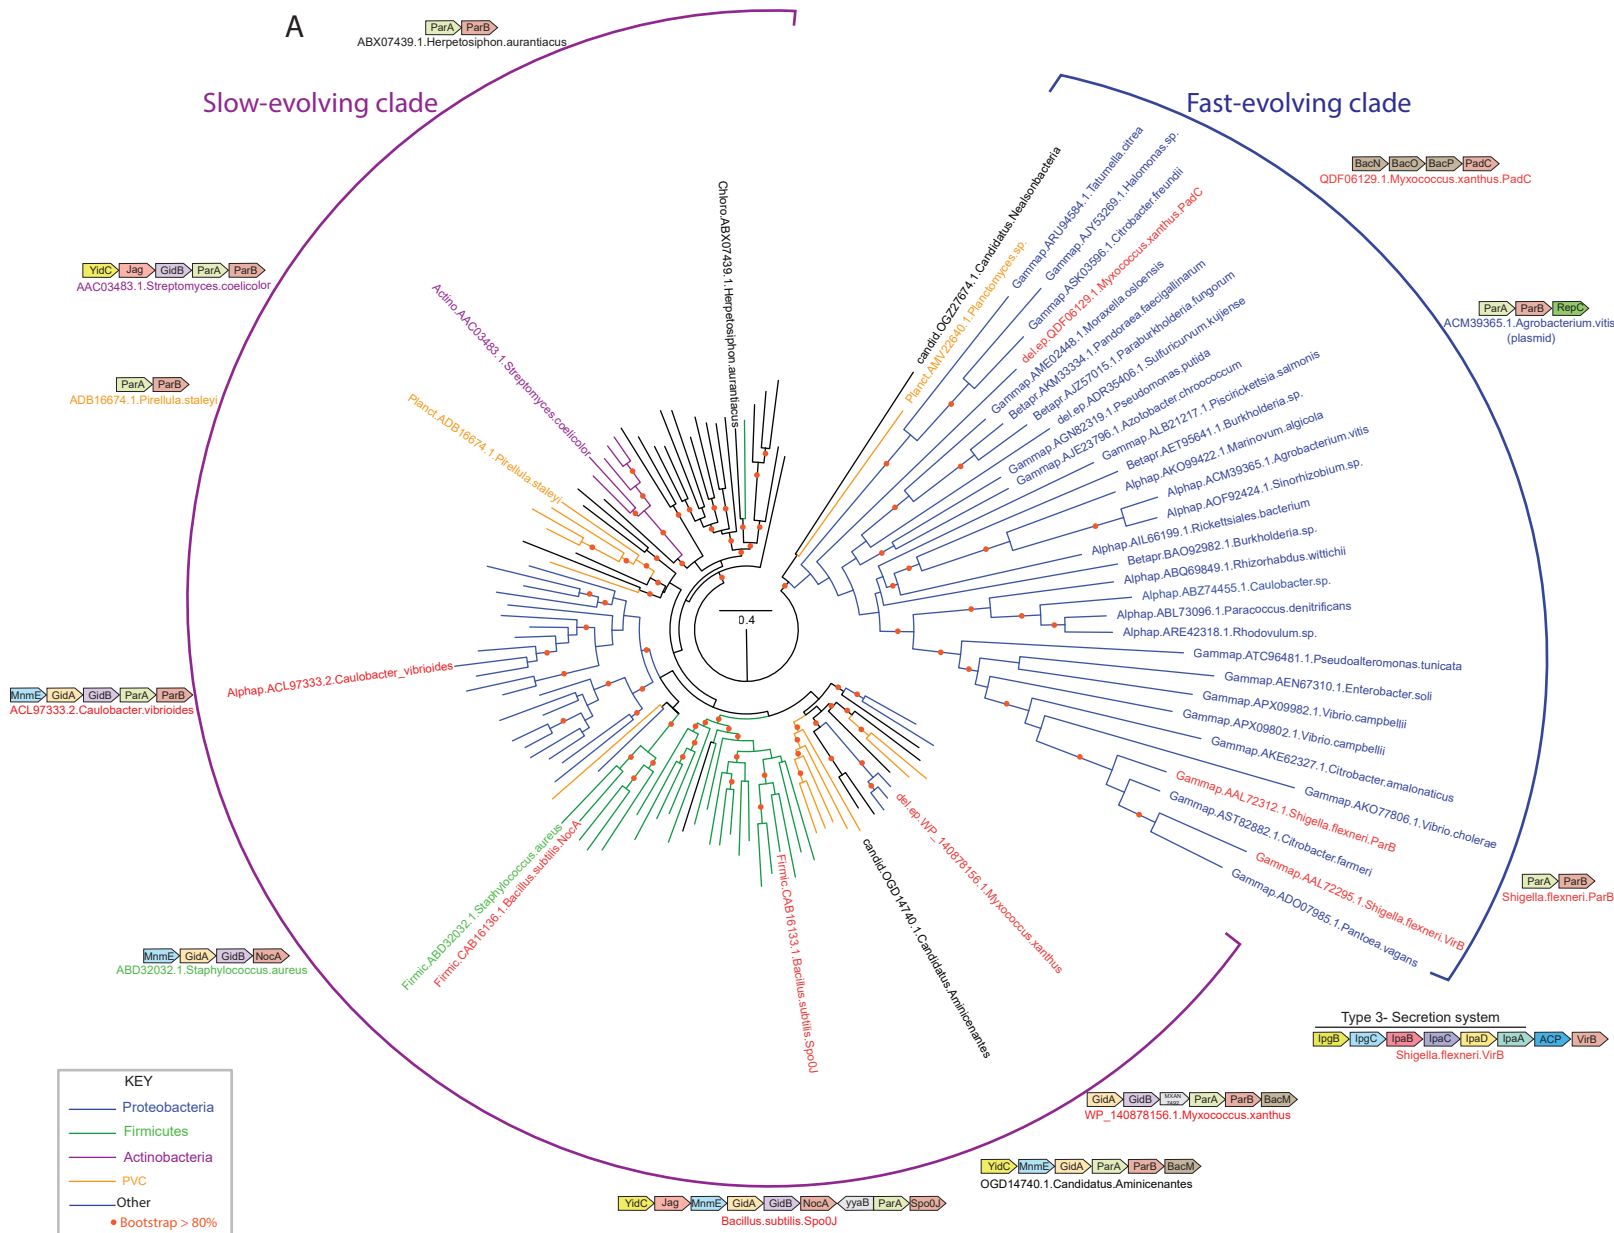 A
ParA ParB
ABX07439.1.Herpetosiphon.aurantiacus
Slow-evolving clade
Fast-evolving clade
BacN BacO BacP PadC
QDF06129.1.Myxococcus.xanthus.PadC
YidC Jag GidB ParA ParB
AAC03483.1.Streptomyces.coelicolor
ParA ParB RepC
ACM39365.1.Agrobacterium.vitis
(plasmid)
ParA ParB
ADB16674.1.Pirellula.staleyi
MnmE GidA GidB ParA ParB
ACL97333.2.Caulobacter.vibrioides
ParA ParB
Shigella.flexneri.ParB
MnmE GidA GidB NocA
ABD32032.1.Staphylococcus.aureus
Type 3- Secretion system
IpgB IpgC IpaB IpaC IpaD IpaA ACP VirB
Shigella.flexneri.VirB
GidA GidB MXAN 7492 ParA ParB BacM
WP_140878156.1.Myxococcus.xanthus
YidC MnmE GidA ParA ParB BacM
OGD14740.1.Candidatus.Aminicenantes
YidC Jag MnmE GidA GidB NocA yyaB ParA Spo0J
Bacillus.subtilis.Spo0J
Alphap.ACL97333.2.Caulobacter_vibrioides
Planct.ADB16674.1.Pirellula.staleyi
Actino.AAC03483.1.Streptomyces.coelicolor
Chloro.ABX07439.1.Herpetosiphon.aurantiacus
candid.OGZ27674.1.Candidatus.Nealsonbacteria
Planct.AMV22640.1.Planctomyces.sp.
Gammap.ARU94584.1.Tatumella.citrea
Gammap.AJY53269.1.Halomonas.sp.
Gammap.ASK03596.1.Citrobacter.freundii
del.ep.QDF06129.1.Myxococcus.xanthus.PadC
Gammap.AME02448.1.Moraxella.osloensis
Betapr.AKM33334.1.Pandoraea.faecigallinarum
Betapr.AJZ57015.1.Paraburkholderia.fungorum
del.ep.ADR35406.1.Sulfuricurvum.kujiense
Gammap.AGN82319.1.Pseudomonas.putida
Gammap.AJE23796.1.Azotobacter.chroococcum
Gammap.ALB21217.1.Piscirickettsia.salmonis
Betapr.AET95641.1.Burkholderia.sp.
Alphap.AKO99422.1.Marinovum.algicola
Alphap.ACM39365.1.Agrobacterium.vitis
Alphap.AOF92424.1.Sinorhizobium.sp.
Alphap.AIL66199.1.Rickettsiales.bacterium
Betapr.BAO92982.1.Burkholderia.sp.
Alphap.ABQ69849.1.Rhizorhabdus.wittichii
Alphap.ABZ74455.1.Caulobacter.sp.
Alphap.ABL73096.1.Paracoccus.denitrificans
Alphap.ARE42318.1.Rhodovulum.sp.
Gammap.ATC96481.1.Pseudoalteromonas.tunicata
Gammap.AEN67310.1.Enterobacter.soli
Gammap.APX09982.1.Vibrio.campbellii
Gammap.APX09802.1.Vibrio.campbellii
Gammap.AKE62327.1.Citrobacter.amalonaticus
Gammap.AKO77806.1.Vibrio.cholerae
Gammap.AAL72312.1.Shigella.flexneri.ParB
Gammap.AST82882.1.Citrobacter.farmeri
Gammap.AAL72295.1.Shigella.flexneri.VirB
Gammap.ADO07985.1.Pantoea.vagans
0.4
del.ep.WP_140878156.1.Myxococcus.xanthus
candid.OGD14740.1.Candidatus.Aminicenantes
Firmic.CAB16133.1.Bacillus.subtilis.Spo0J
Firmic.CAB16136.1.Bacillus.subtilis.NocA
Firmic.ABD32032.1.Staphylococcus.aureus
KEY
Proteobacteria
Firmicutes
Actinobacteria
PVC
Other
Bootstrap > 80%